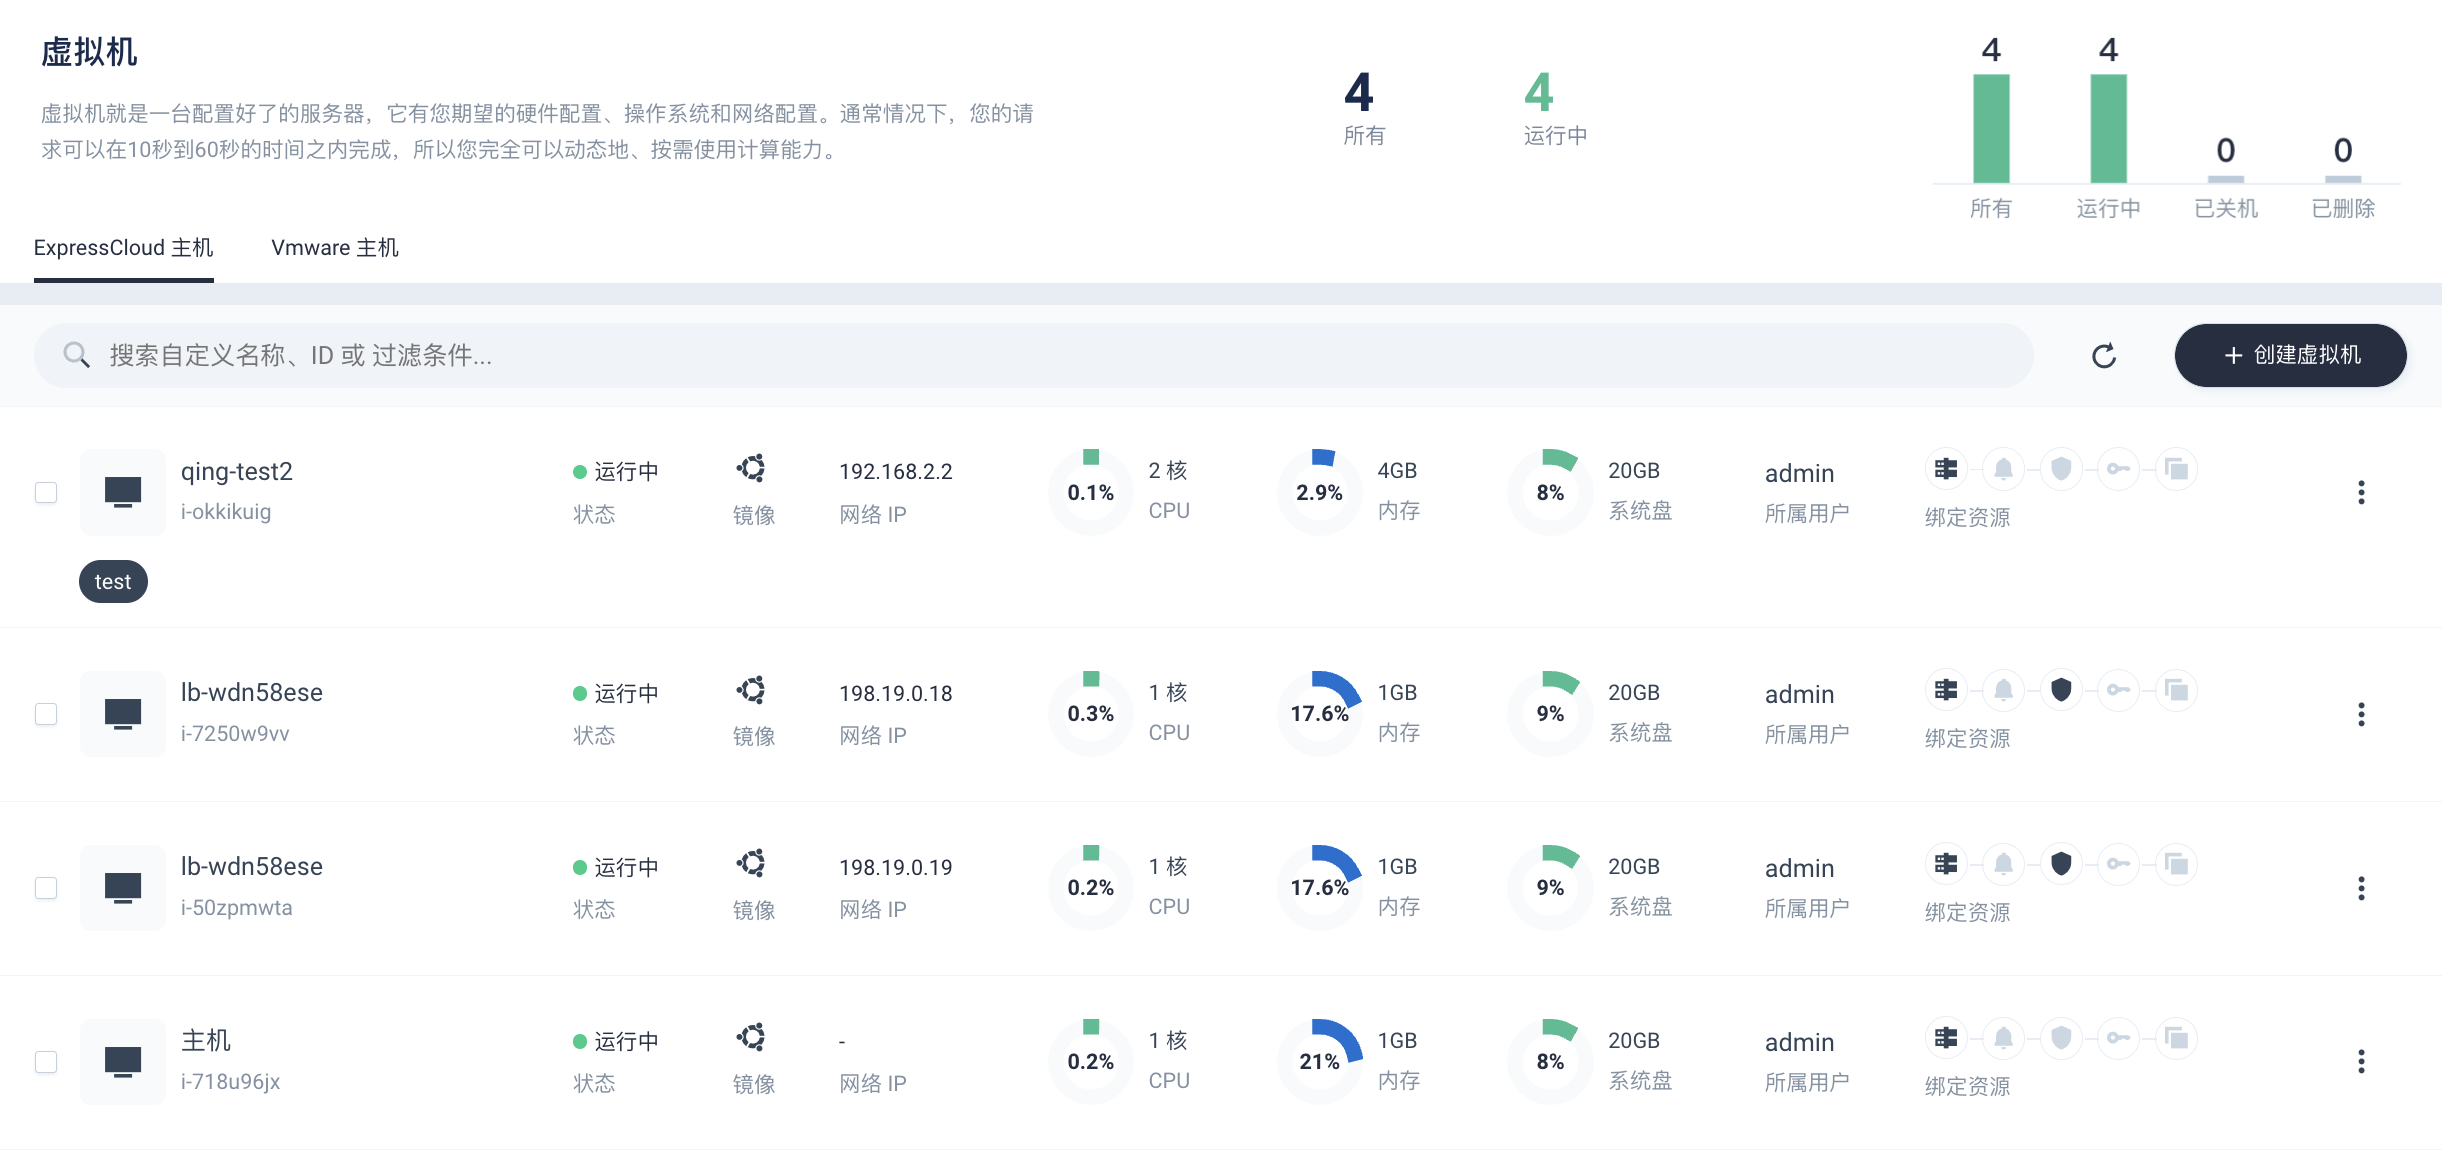 虚拟机
虚拟机就是一台配置好了的服务器，它有您期望的硬件配置、操作系统和网络配置。通常情况下，您的请
求可以在10秒到60秒的时间之内完成，所以您完全可以动态地、按需使用计算能力。
4
所有
4
运行中
4 4 0 0
所有 运行中 已关机 已删除
ExpressCloud 主机 Vmware 主机
搜索自定义名称、ID 或 过滤条件...
+ 创建虚拟机
qing-test2 运行中 192.168.2.2 0.1% 2 核 2.9% 4GB 8% 20GB admin
i-okkikuig 状态 镜像 网络 IP CPU 内存 系统盘 所属用户 绑定资源
test
lb-wdn58ese 运行中 198.19.0.18 0.3% 1 核 17.6% 1GB 9% 20GB admin
i-7250w9vv 状态 镜像 网络 IP CPU 内存 系统盘 所属用户 绑定资源
lb-wdn58ese 运行中 198.19.0.19 0.2% 1 核 17.6% 1GB 9% 20GB admin
i-50zpmwta 状态 镜像 网络 IP CPU 内存 系统盘 所属用户 绑定资源
主机 运行中 - 0.2% 1 核 21% 1GB 8% 20GB admin
i-718u96jx 状态 镜像 网络 IP CPU 内存 系统盘 所属用户 绑定资源